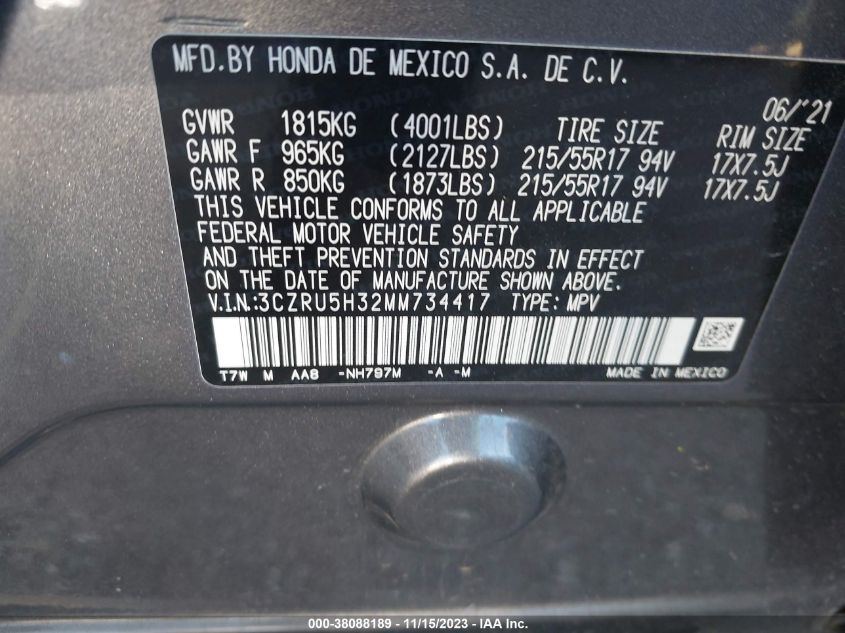 MFD.BY HONDA DE MEXICO S.A. DE C.V.
06/'21
GVWR 1815KG (4001LBS) TIRE SIZE RIM SIZE
GAWR F 965KG (2127LBS) 215/55R17 94V 17X7.5J
GAWR R 850KG (1873LBS) 215/55R17 94V 17X7.5J
THIS VEHICLE CONFORMS TO ALL APPLICABLE
FEDERAL MOTOR VEHICLE SAFETY
AND THEFT PREVENTION STANDARDS IN EFFECT
ON THE DATE OF MANUFACTURE SHOWN ABOVE.
V.I.N.:3CZRU5H32MM734417 TYPE: MPV
T7W M AA8 -NH797M -A -M MADE IN MEXICO
000-38088189 - 11/15/2023 - IAA Inc.